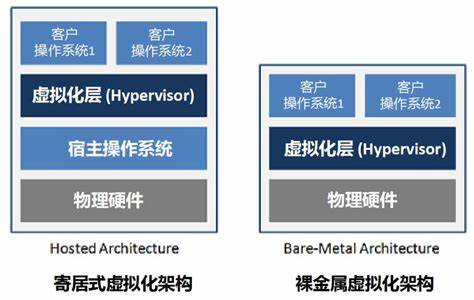 客户
操作系统1
客户
操作系统2
虚拟化层 (Hypervisor)
宿主操作系统
物理硬件
Hosted Architecture
寄居式虚拟化架构
客户
操作系统1
客户
操作系统2
虚拟化层 (Hypervisor)
物理硬件
Bare-Metal Architecture
裸金属虚拟化架构